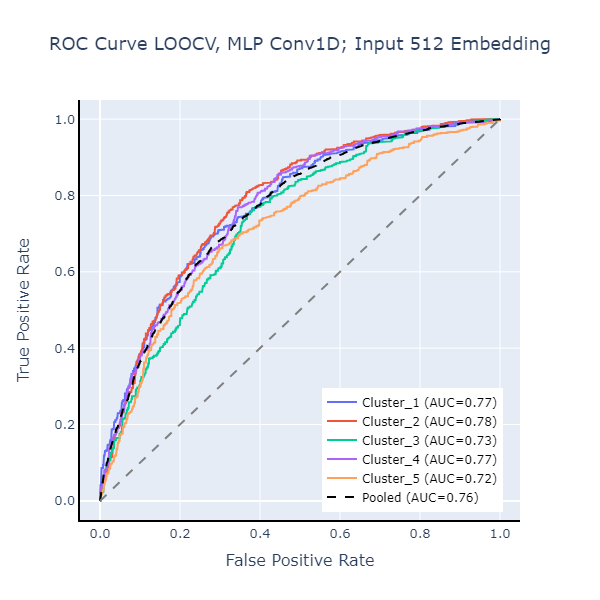 ROC Curve LOOCV, MLP Conv1D; Input 512 Embedding
True Positive Rate
1.0
0.8
0.6
0.4
0.2
0.0
Cluster_1 (AUC=0.77)
Cluster_2 (AUC=0.78)
Cluster_3 (AUC=0.73)
Cluster_4 (AUC=0.77)
Cluster_5 (AUC=0.72)
Pooled (AUC=0.76)
0.0 0.2 0.4 0.6 0.8 1.0
False Positive Rate